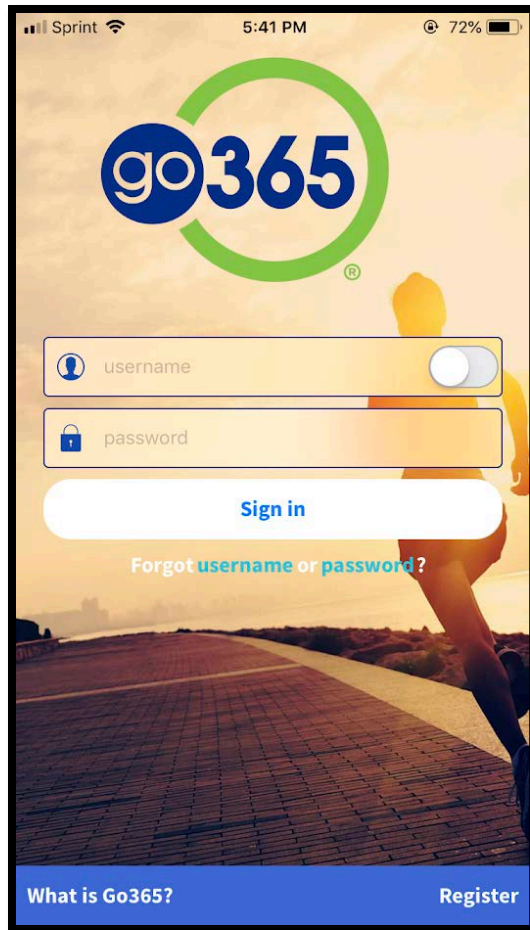 Sprint 5:41 PM 72%
go365
®
username
password
Sign in
Forgot username or password?
What is Go365? Register